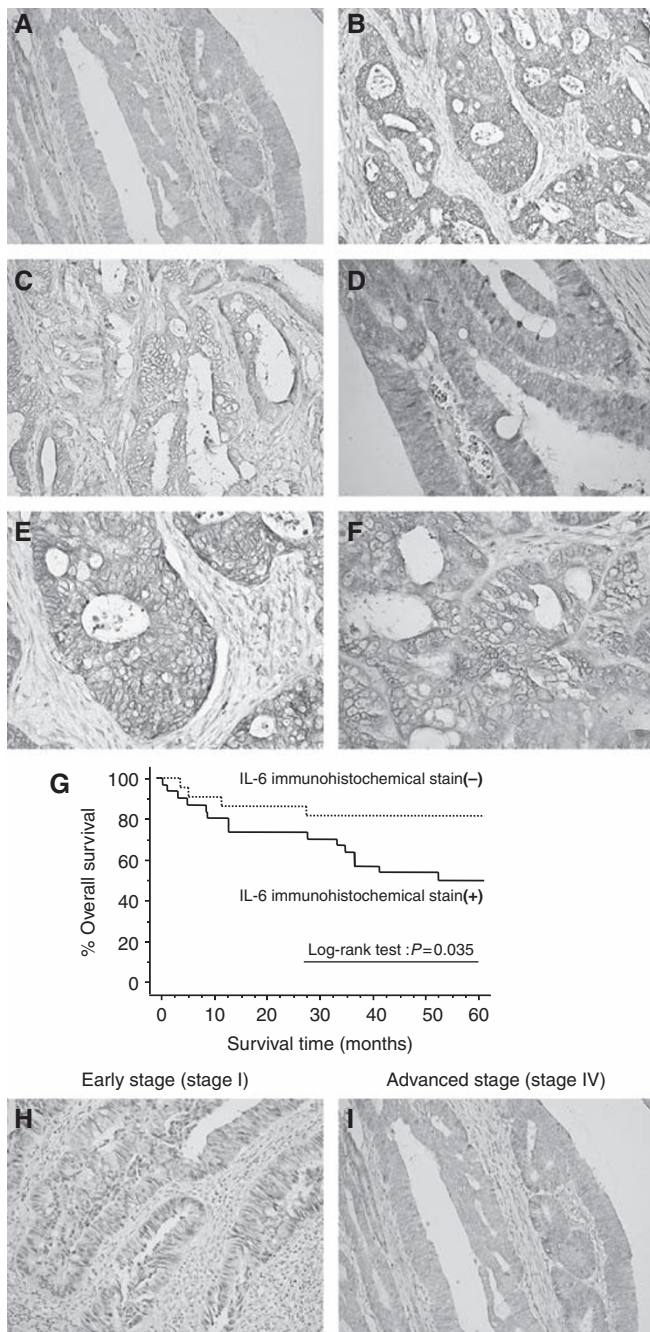 A
B
C
D
E
F
G
100
80
60
40
20
0
% Overall survival
IL-6 immunohistochemical stain(–)
IL-6 immunohistochemical stain(+)
Log-rank test :P=0.035
0 10 20 30 40 50 60
Survival time (months)
Early stage (stage I)
Advanced stage (stage IV)
H
I